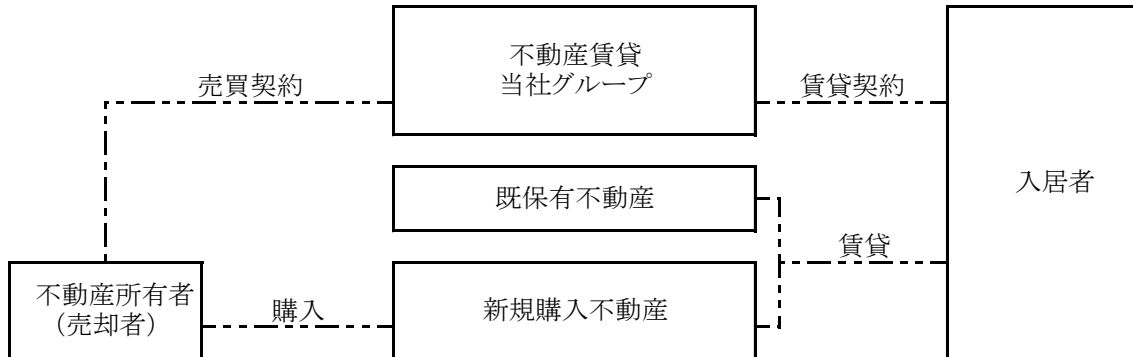 不動産賃貸
当社グループ
売買契約
賃貸契約
入居者
既保有不動産
賃貸
不動産所有者
(売却者)
購入
新規購入不動産